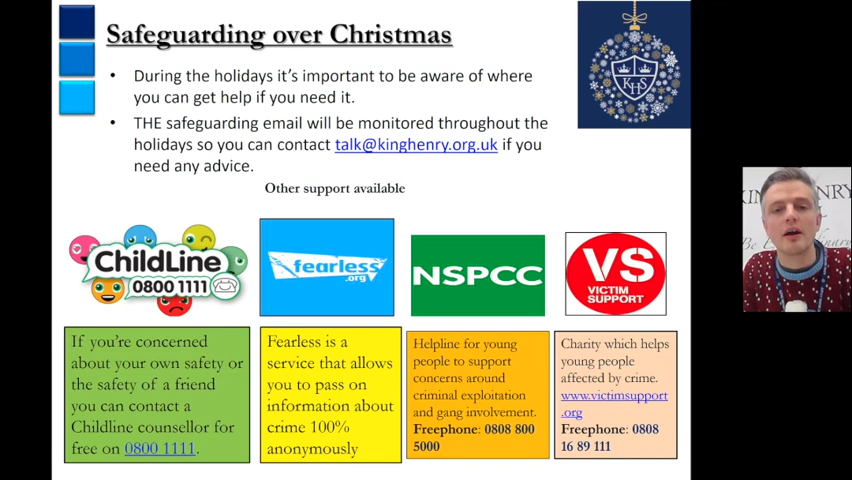 Safeguarding over Christmas
• During the holidays it's important to be aware of where
you can get help if you need it.
• THE safeguarding email will be monitored throughout the
holidays so you can contact talk@kinghenry.org.uk if you
need any advice.
KHS
Other support available
ChildLine
0800 1111
fearless
.org
NSPCC
VS
VICTIM
SUPPORT
If you're concerned
about your own safety or
the safety of a friend
you can contact a
Childline counsellor for
free on 0800 1111.
Fearless is a
service that allows
you to pass on
information about
crime 100%
anonymously
Helpline for young
people to support
concerns around
criminal exploitation
and gang involvement.
Freephone: 0808 800
5000
Charity which helps
young people
affected by crime.
www.victimsupport
.org
Freephone: 0808
16 89 111